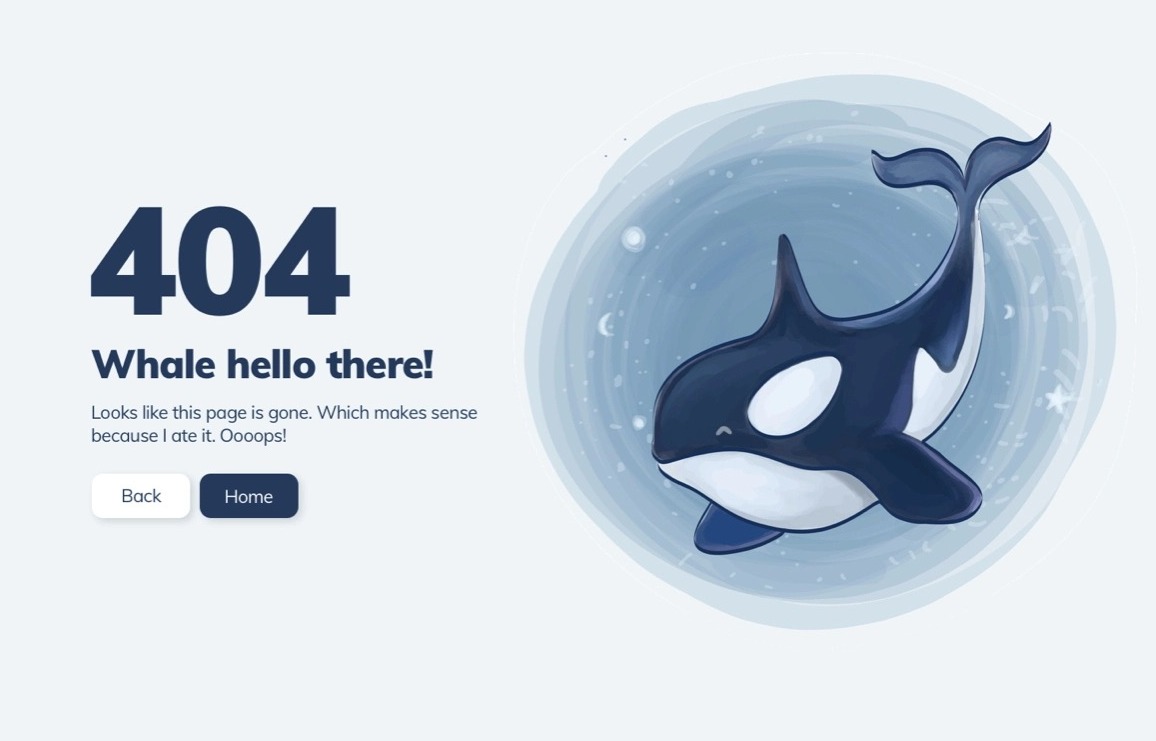 404
Whale hello there!
Looks like this page is gone. Which makes sense
because I ate it. Oooops!
Back
Home